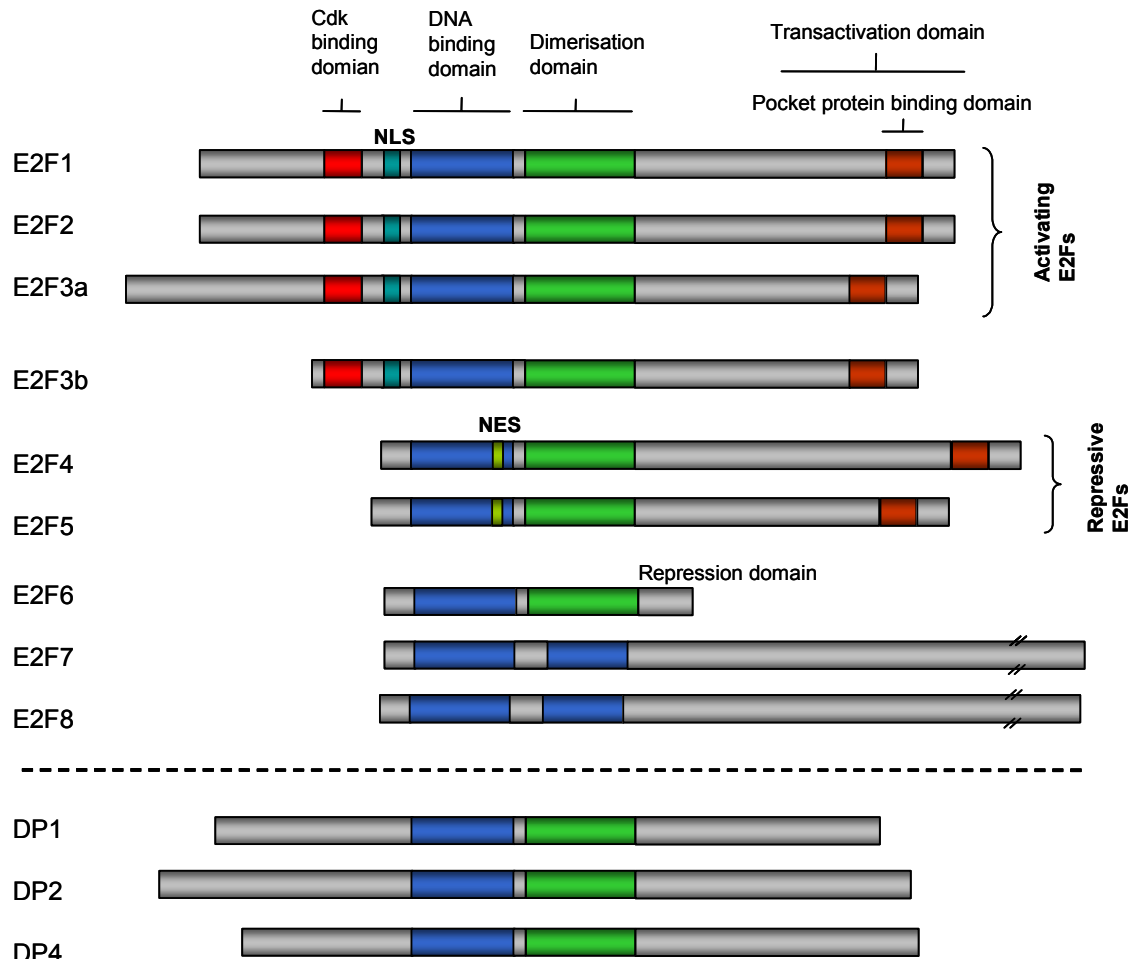 Cdk
binding
domian
DNA
binding
domain
Dimerisation
domain
Transactivation domain
Pocket protein binding domain
NLS
E2F1
E2F2
E2F3a
Activating
E2Fs
E2F3b
NES
E2F4
E2F5
Repressive
E2Fs
Repression domain
E2F6
E2F7
E2F8
DP1
DP2
DP4